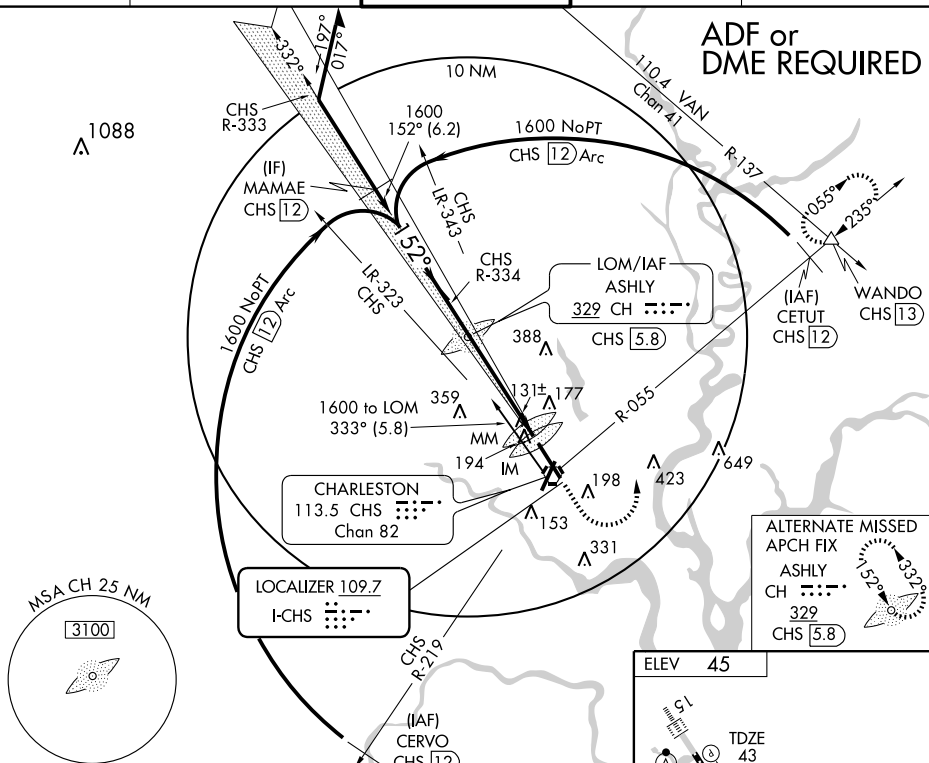 ADF or
DME REQUIRED
197°
017°
332°
10 NM
110.4 VAN
Chan 41
R-137
CHS
R-333
1088
1600
152° (6.2)
1600 NoPT
CHS 12 Arc
(IF)
MAMAE
CHS 12
CHS
LR-343
055°
235°
152°
CHS
R-334
LR-323
CHS
LOM/IAF
ASHLY
329 CH
CHS 5.8
(IAF)
CETUT
CHS 12
WANDO
CHS 13
1600 NoPT
CHS 12 Arc
388
R-055
131±
177
359
1600 to LOM
333° (5.8)
MM
194
IM
649
423
198
CHARLESTON
113.5 CHS
Chan 82
153
331
ALTERNATE MISSED
APCH FIX
ASHLY
CH
329
CHS 5.8
152°
332°
LOCALIZER 109.7
I-CHS
MSA CH 25 NM
3100
CHS
R-219
ELEV 45
15
TDZE
43
A
P
(IAF)
CERVO
CHS 12